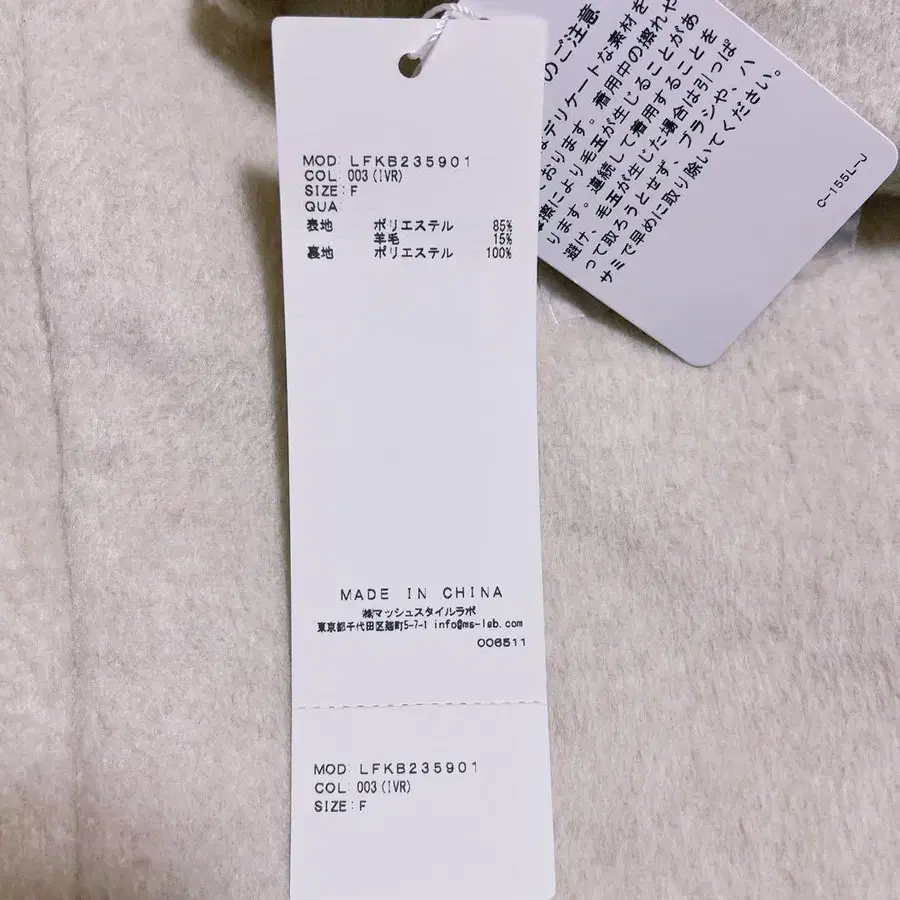 MOD: LFKB235901
COL: 003(IVR)
SIZE: F
QUA:
表地 ポリエステル 85%
羊毛 15%
裏地 ポリエステル 100%
MADE IN CHINA
㈱マッシュスタイルラボ
東京都千代田区麹町5-7-1 info@ms-lab.com
006511
MOD: LFKB235901
COL: 003(IVR)
SIZE: F
のご注意
デリケートな素材を
おります。着用中の擦れや
により毛玉が生じることがあ
ます。連続して着用することを
け、毛玉が生じた場合は引っぱ
って取ろうとせず、ブラシや、ハ
サミで早めに取り除いてください。
C-155L-J